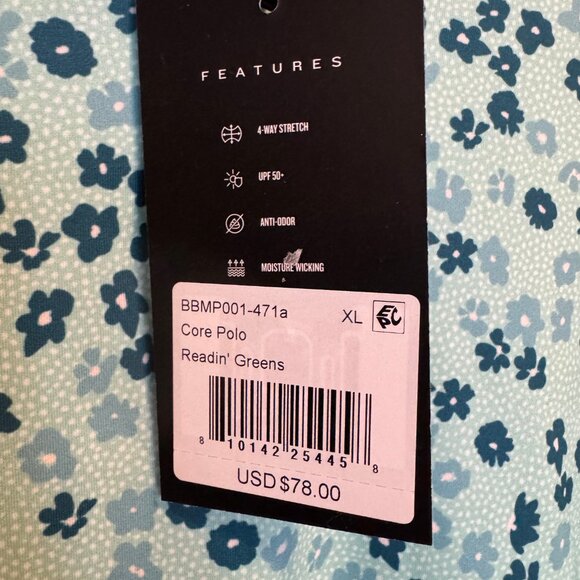 FEATURES
4-WAY STRETCH
UPF 50+
ANTI-ODOR
MOISTURE WICKING
BBMP001-471a XL EPC
Core Polo
Readin' Greens
8 10142 25445 8
USD $78.00